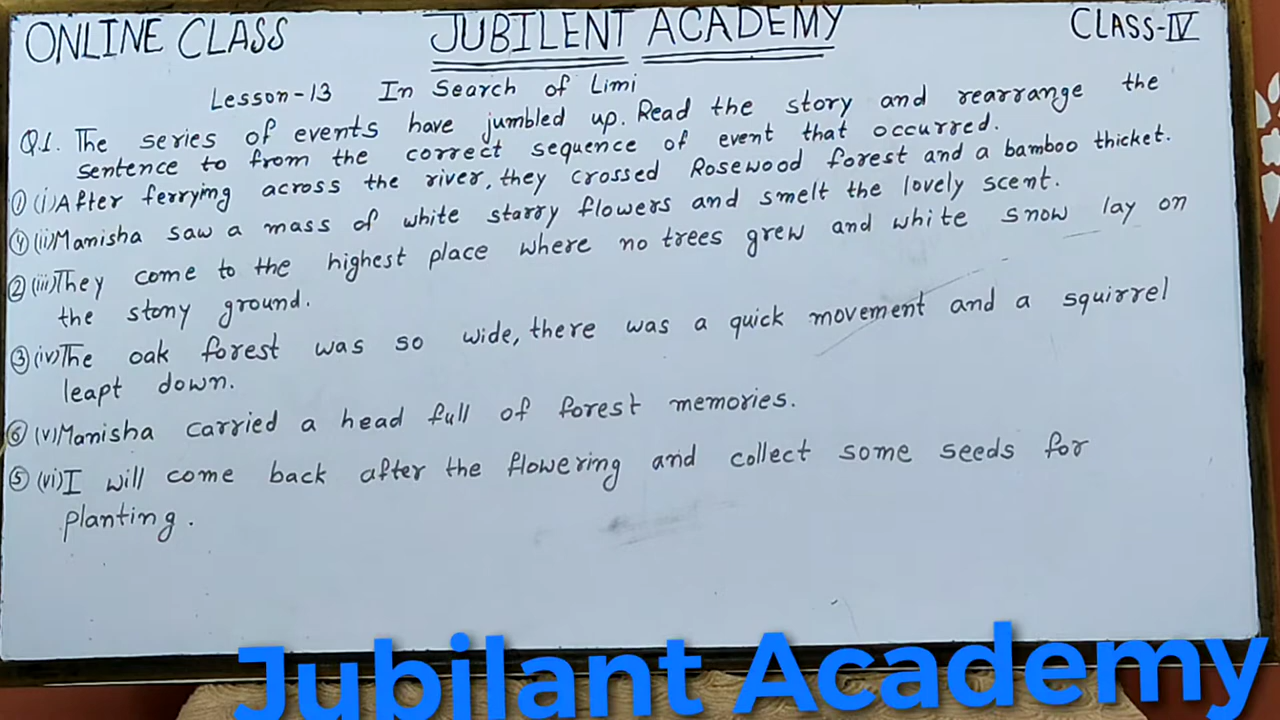 ONLINE CLASS JUBILENT ACADEMY CLASS-IV
Lesson-13 In Search of Limi
Q.1. The series of events have jumbled up. Read the story and rearrange the
sentence to from the correct sequence of event that occurred.
① (i) After ferrying across the river, they crossed Rosewood forest and a bamboo thicket.
④ (ii) Manisha saw a mass of white starry flowers and smelt the lovely scent.
② (iii) They come to the highest place where no trees grew and white snow lay on
the stony ground.
③ (iv) The oak forest was so wide, there was a quick movement and a squirrel
leapt down.
⑥ (v) Manisha carried a head full of forest memories.
⑤ (vi) I will come back after the flowering and collect some seeds for
planting.
Jubilant Academy